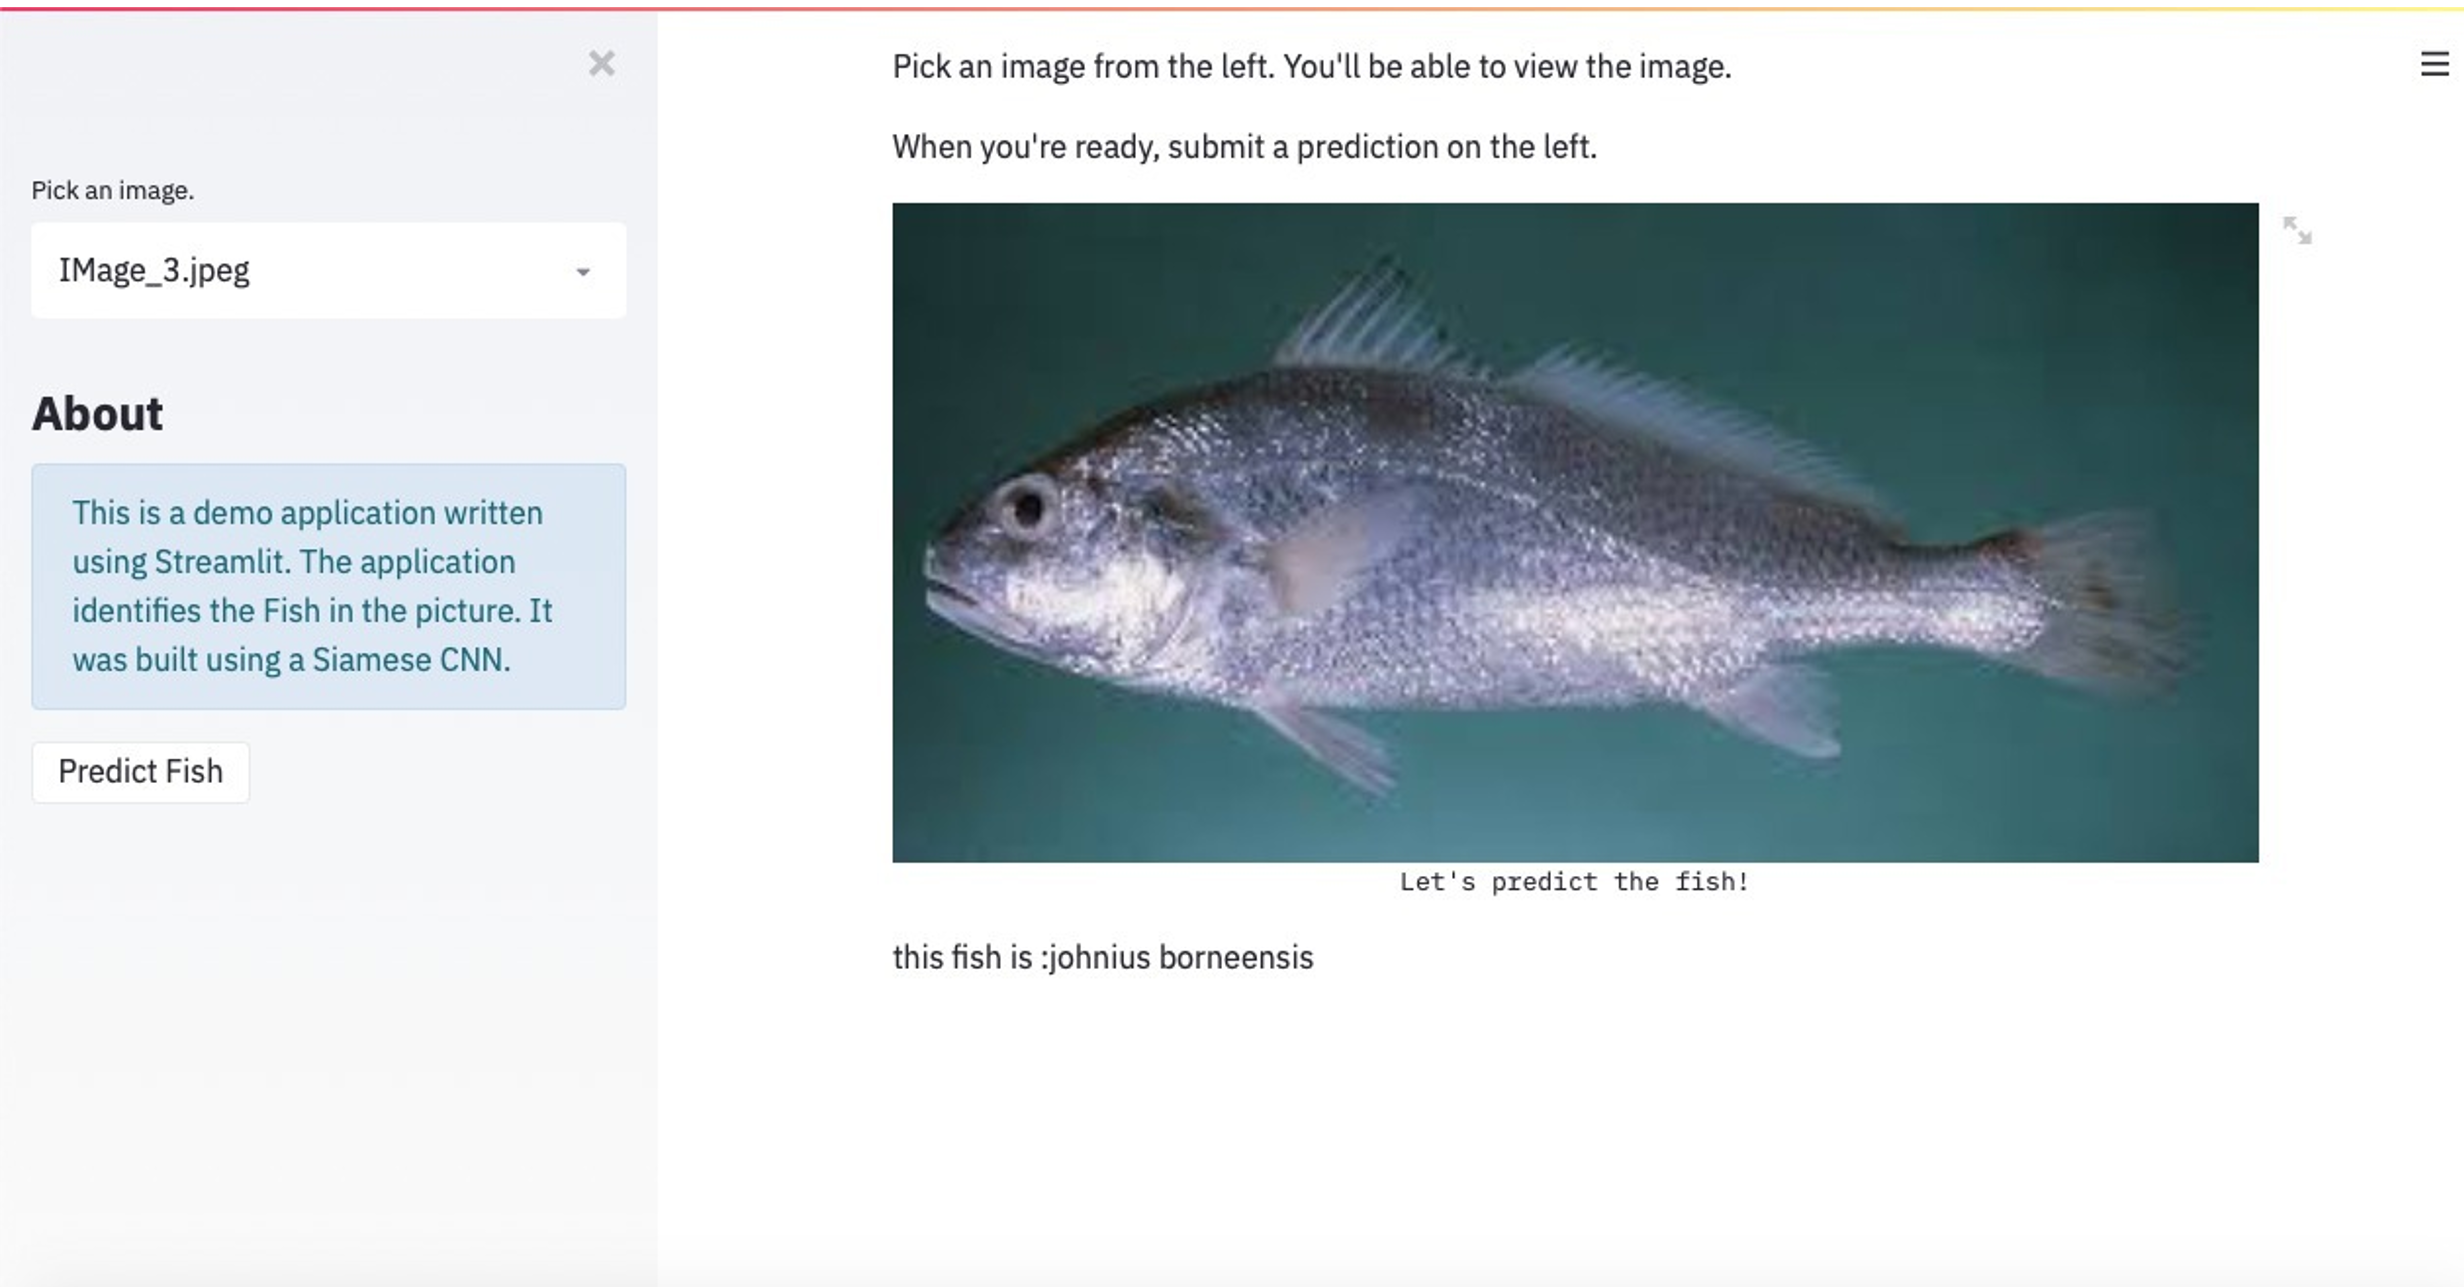 Pick an image.
IMage_3.jpeg
About
This is a demo application written
using Streamlit. The application
identifies the Fish in the picture. It
was built using a Siamese CNN.
Predict Fish
Pick an image from the left. You'll be able to view the image.
When you're ready, submit a prediction on the left.
Let's predict the fish!
this fish is :johnius borneensis